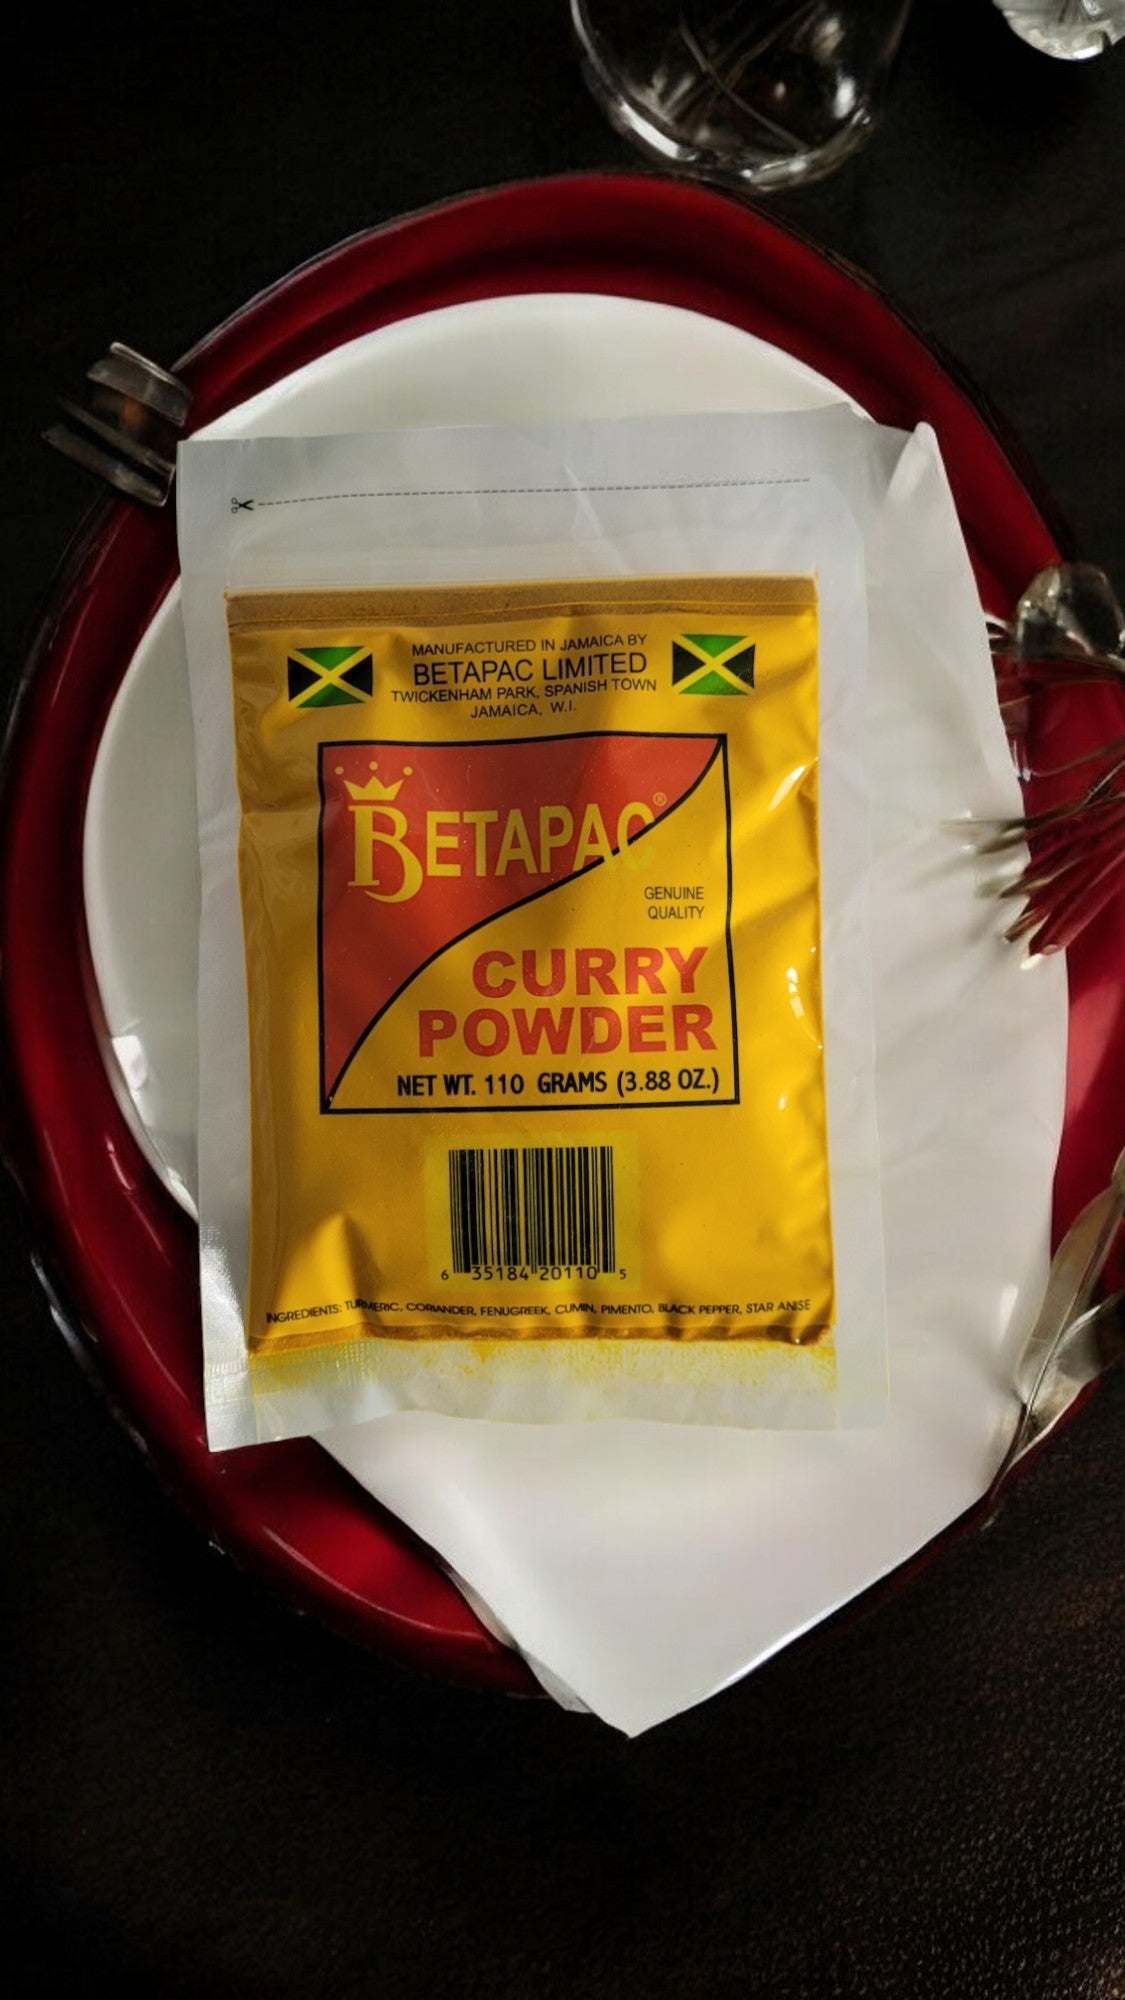 MANUFACTURED IN JAMAICA BY
BETAPAC LIMITED
TWICKENHAM PARK, SPANISH TOWN
JAMAICA, W.I.
BETAPAC®
GENUINE
QUALITY
CURRY
POWDER
NET WT. 110 GRAMS (3.88 OZ.)
6 35184 20110 5
INGREDIENTS: TURMERIC, CORIANDER, FENUGREEK, CUMIN, PIMENTO, BLACK PEPPER, STAR ANISE